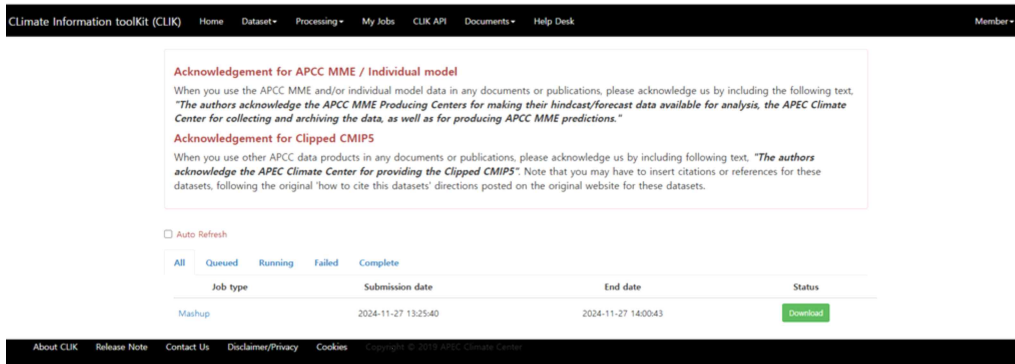 CLimate Information tooLKit (CLIK) Home Dataset Processing My Jobs CLIK API Documents Help Desk Member
Acknowledgement for APCC MME / Individual model
When you use the APCC MME and/or individual model data in any documents or publications, please acknowledge us by including the following text,
"The authors acknowledge the APCC MME Producing Centers for making their hindcast/forecast data available for analysis, the APEC Climate
Center for collecting and archiving the data, as well as for producing APCC MME predictions."
Acknowledgement for Clipped CMIP5
When you use other APCC data products in any documents or publications, please acknowledge us by including following text, "The authors
acknowledge the APEC Climate Center for providing the Clipped CMIP5". Note that you may have to insert citations or references for these
datasets, following the original 'how to cite this datasets' directions posted on the original website for these datasets.
Auto Refresh
All Queued Running Failed Complete
Job type Submission date End date Status
Mashup 2024-11-27 13:25:40 2024-11-27 14:00:43 Download
About CLIK Release Note Contact Us Disclaimer/Privacy Cookies Copyright © 2019 APEC Climate Center